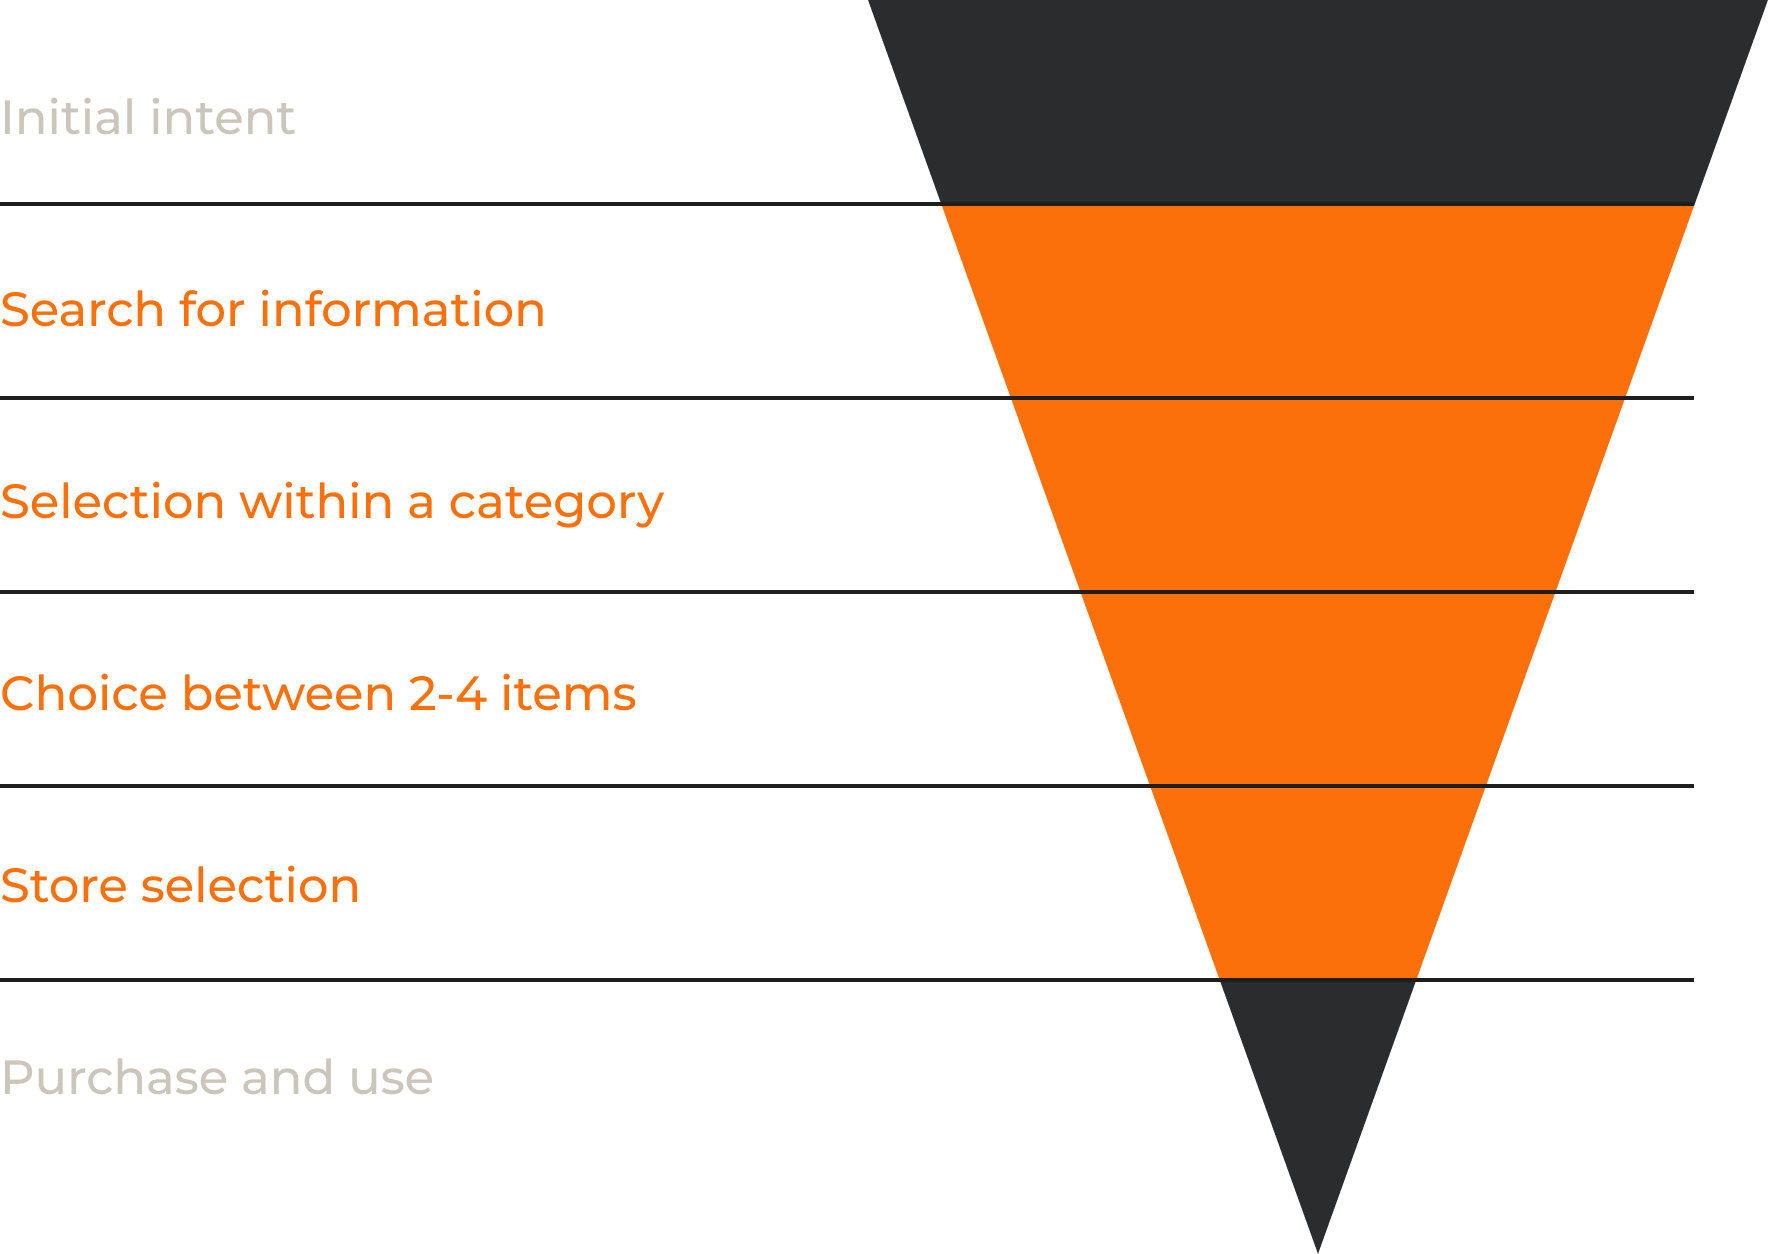 Initial intent
Search for information
Selection within a category
Choice between 2-4 items
Store selection
Purchase and use